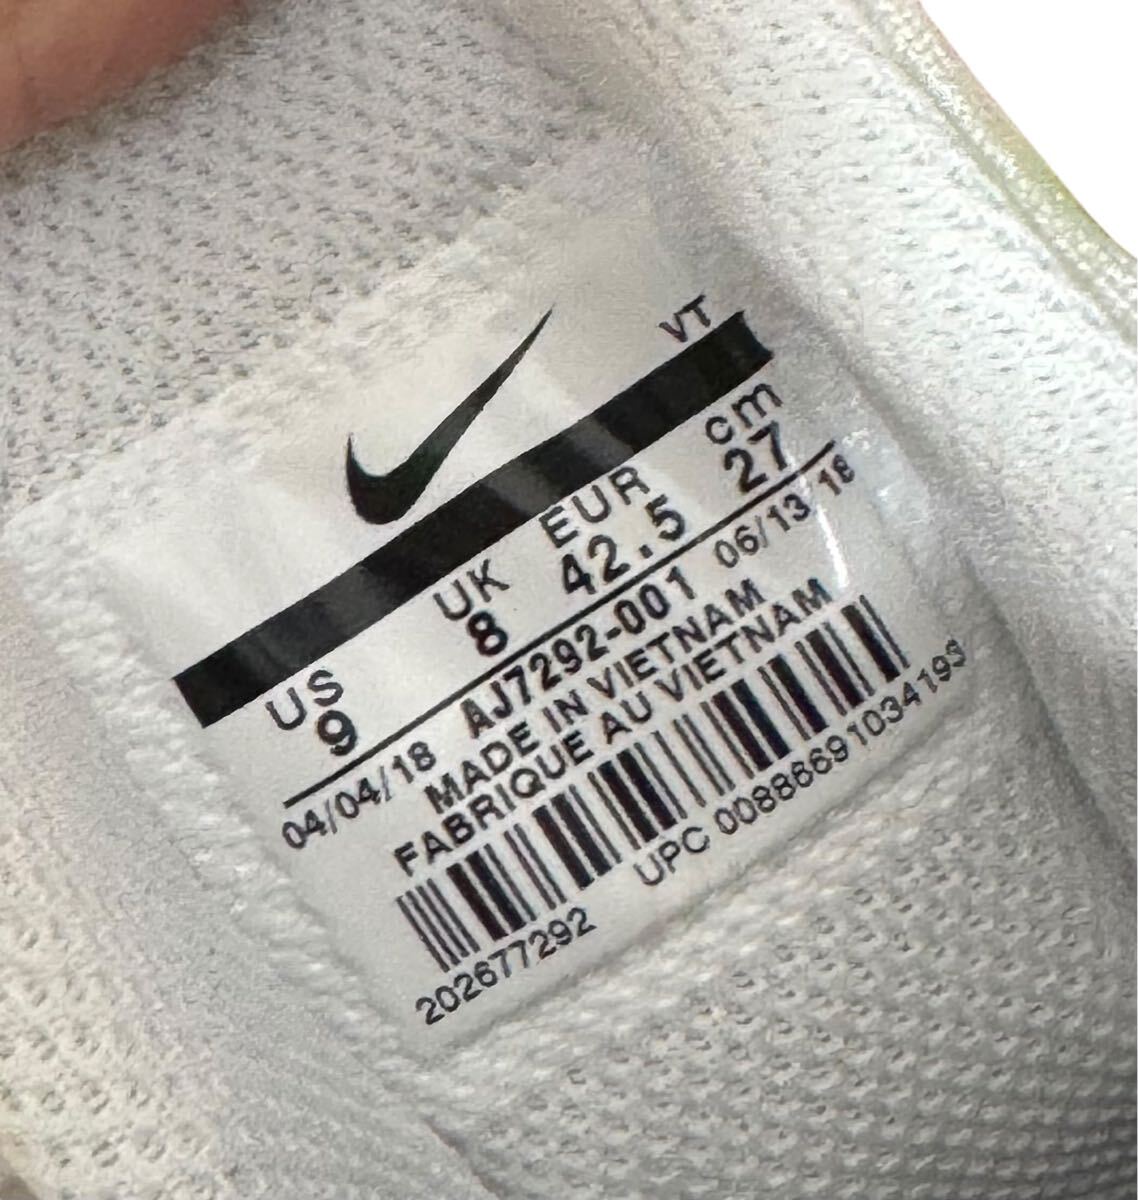 VT
US UK EUR cm
9 8 42.5 27
04/04/18 AJ7292-001 06/13 18
MADE IN VIETNAM
FABRIQUE AU VIETNAM
202677292 UPC 00886691034193